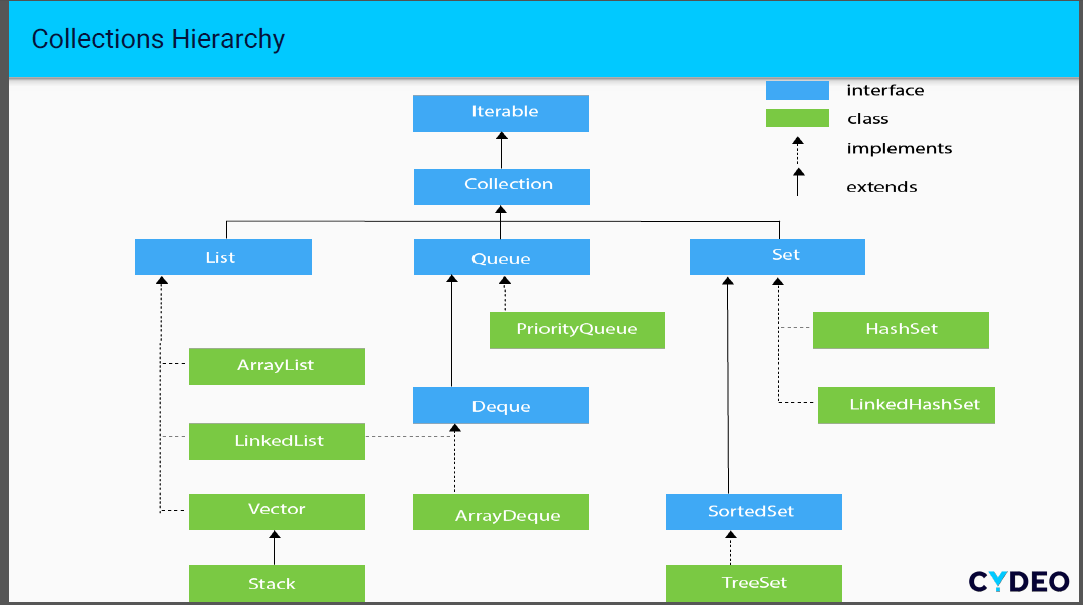 Collections Hierarchy
interface
class
implements
extends
Iterable
Collection
List
Queue
Set
PriorityQueue
HashSet
ArrayList
Deque
LinkedHashSet
LinkedList
Vector
ArrayDeque
SortedSet
Stack
TreeSet
CYDEO